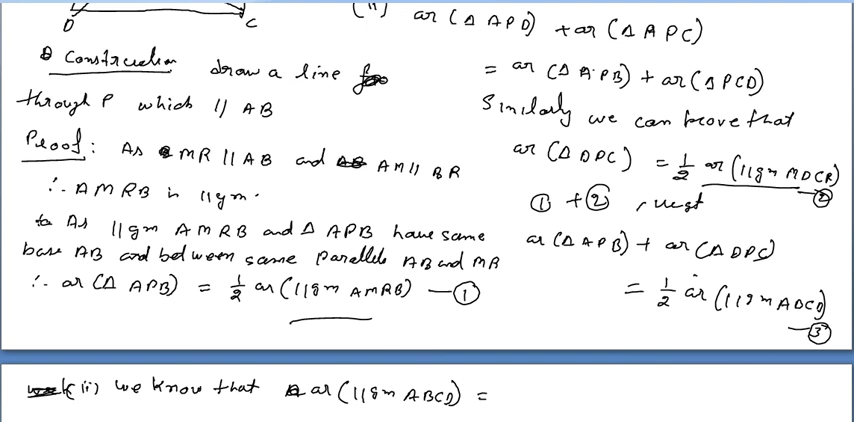 D C
Construction draw a line
through P which || AB
Proof: As MR || AB and AM || BR
∴ AMRB is ||gm.
As ||gm AMRB and Δ APB have same
base AB and between same parallels AB and MR
∴ ar (Δ APB) = 1/2 ar (||gm AMRB) — ①
(ii) ar (Δ APD) + ar (Δ APC)
= ar (Δ APB) + ar (Δ PCD)
Similarly we can prove that
ar (Δ DPC) = 1/2 ar (||gm MDCR) ②
① + ②, we get
ar (Δ APB) + ar (Δ DPC)
= 1/2 ar (||gm ADCD) — ③
(ii) we know that ar (||gm ABCD) =